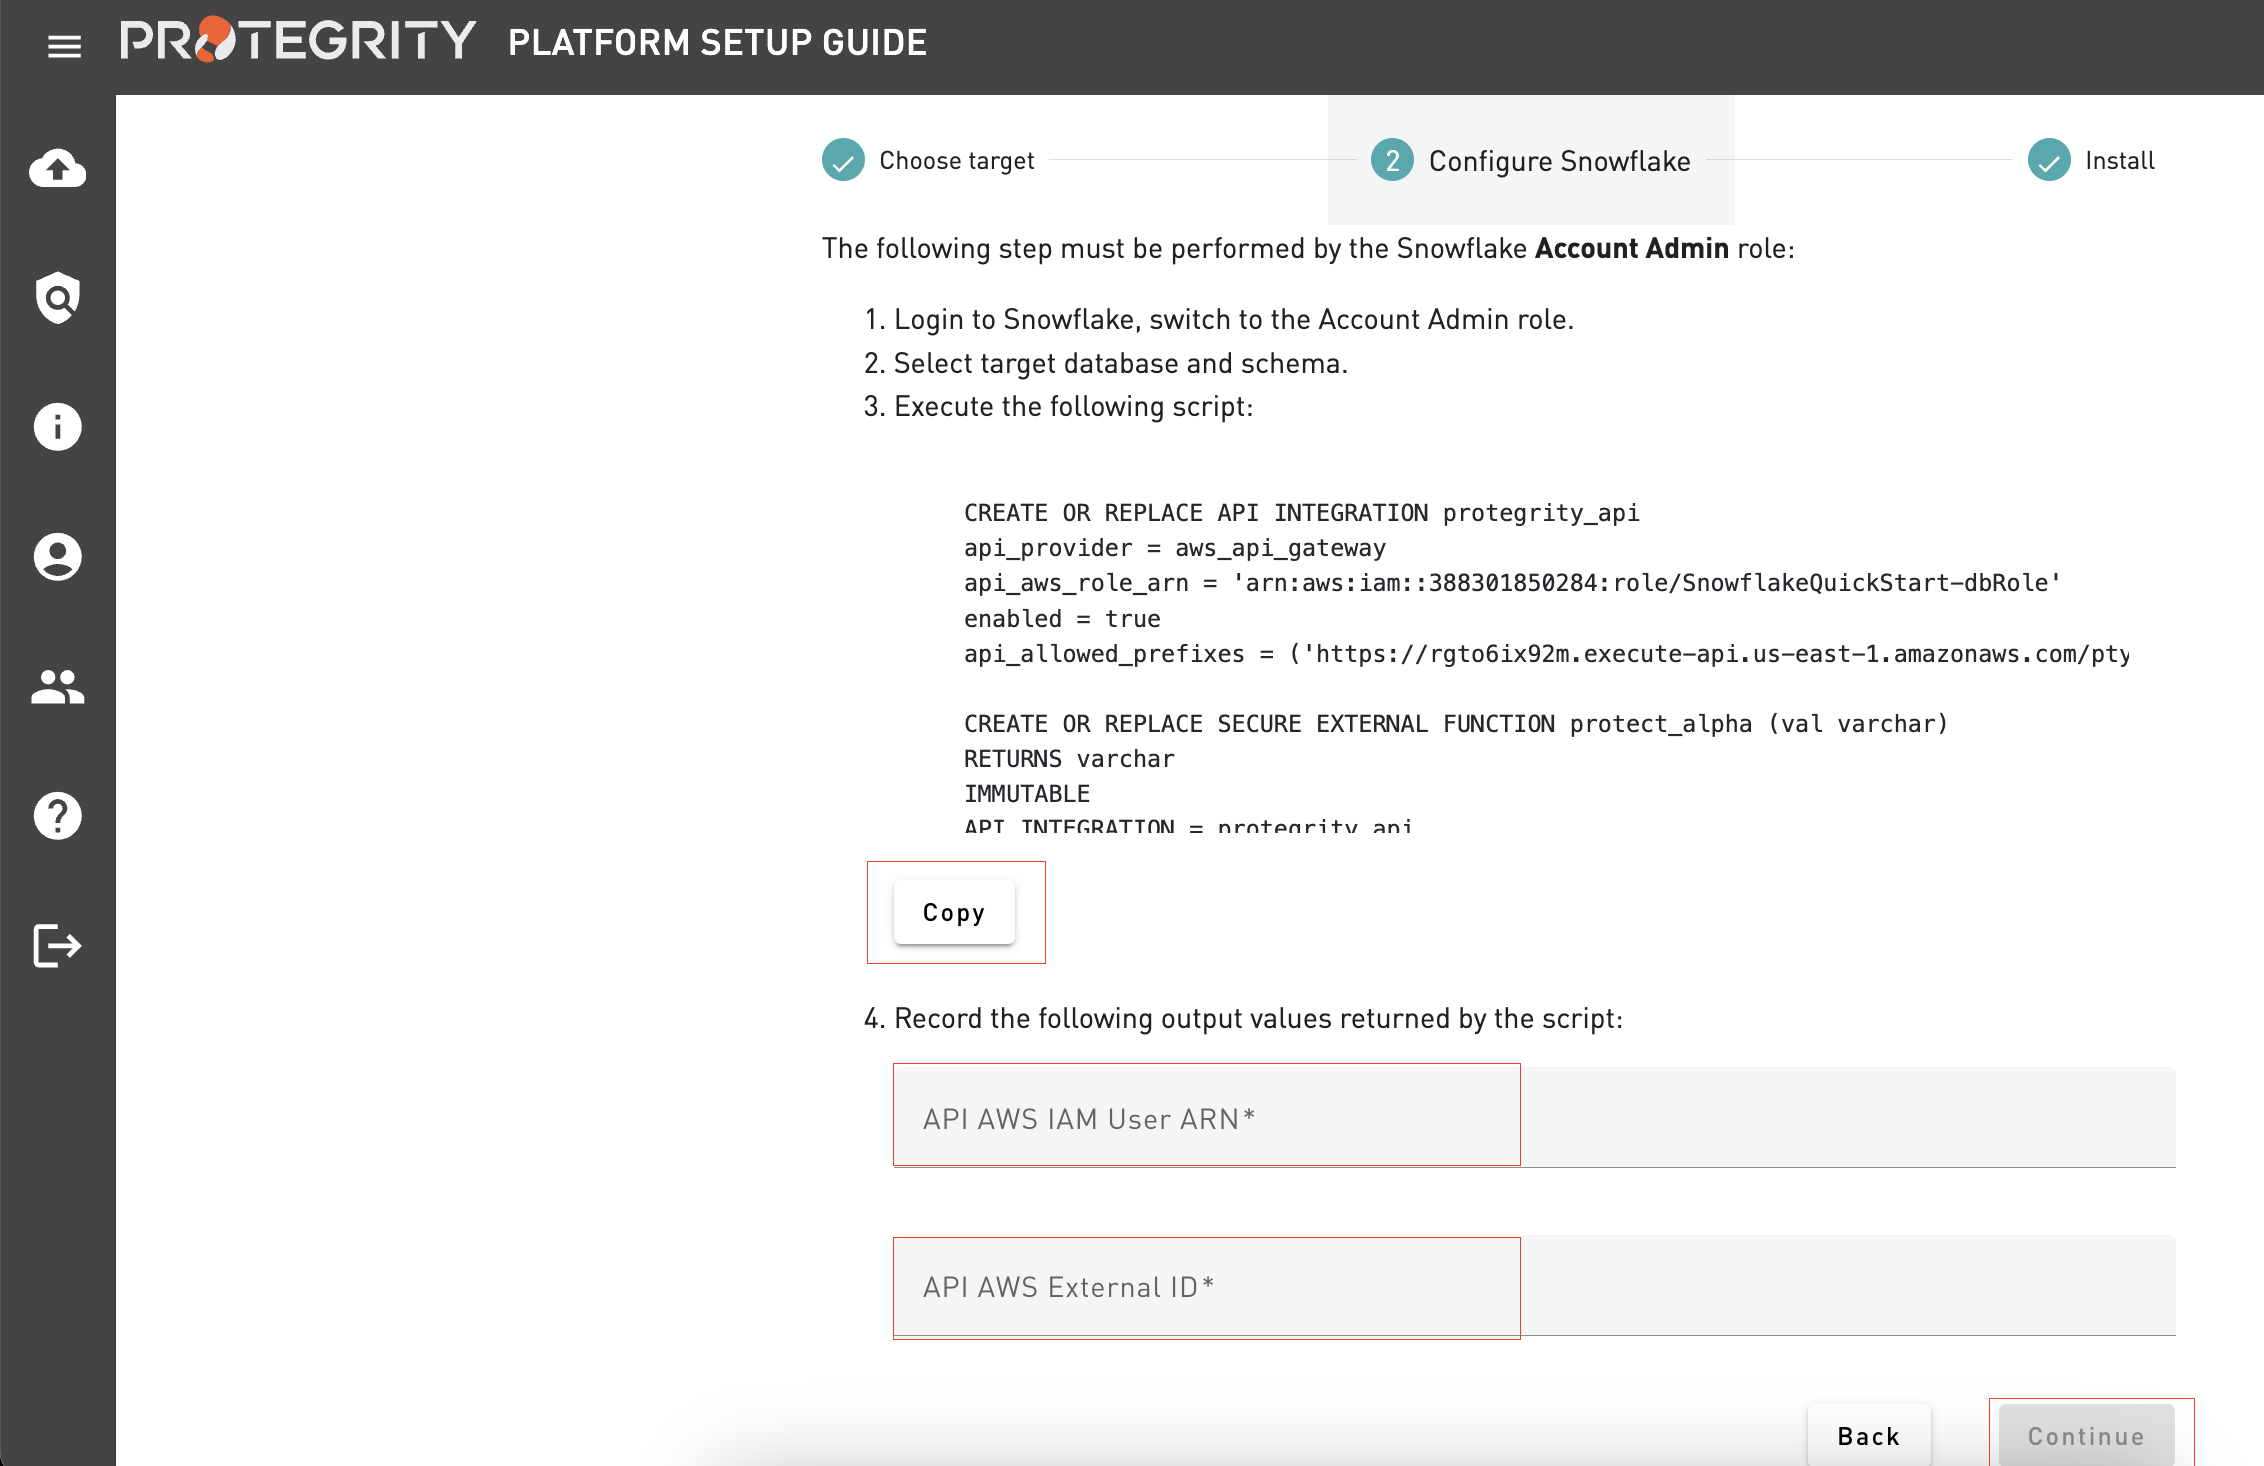 PROTEGRITY PLATFORM SETUP GUIDE
Choose target
2 Configure Snowflake
Install
The following step must be performed by the Snowflake Account Admin role:
1. Login to Snowflake, switch to the Account Admin role.
2. Select target database and schema.
3. Execute the following script:
CREATE OR REPLACE API INTEGRATION protegrity_api
api_provider = aws_api_gateway
api_aws_role_arn = 'arn:aws:iam::388301850284:role/SnowflakeQuickStart-dbRole'
enabled = true
api_allowed_prefixes = ('https://rgto6ix92m.execute-api.us-east-1.amazonaws.com/pty
CREATE OR REPLACE SECURE EXTERNAL FUNCTION protect_alpha (val varchar)
RETURNS varchar
IMMUTABLE
API_INTEGRATION = protegrity_api
Copy
4. Record the following output values returned by the script:
API AWS IAM User ARN*
API AWS External ID*
Back
Continue